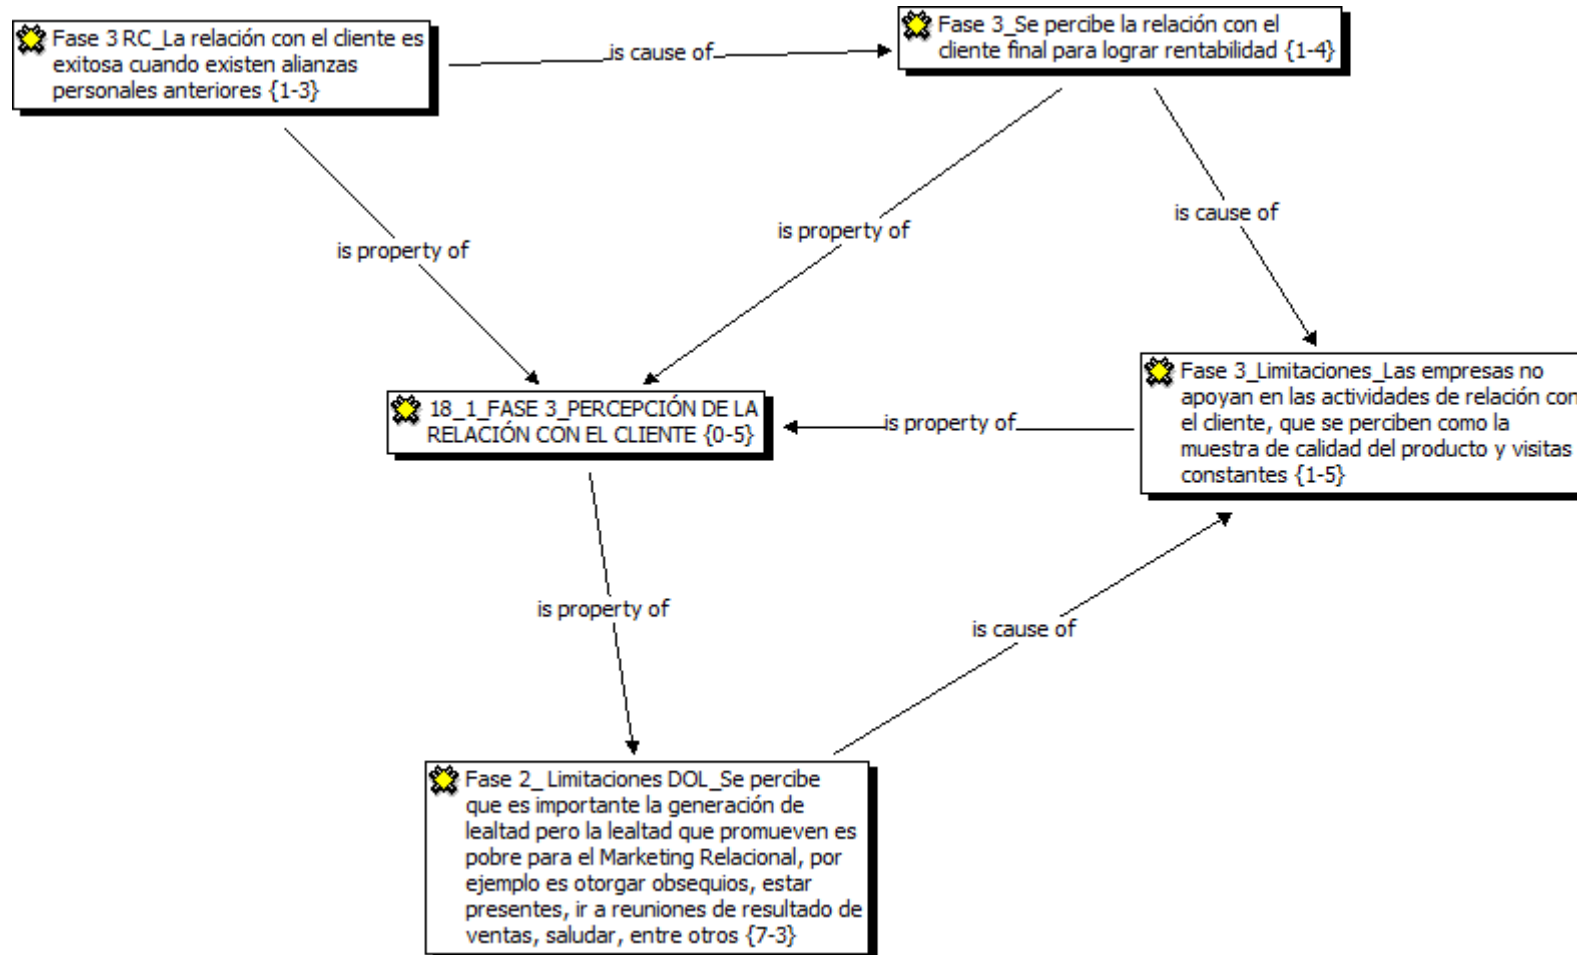 Fase 3 RC_La relación con el cliente es
exitosa cuando existen alianzas
personales anteriores {1-3}
is cause of
Fase 3_Se percibe la relación con el
cliente final para lograr rentabilidad {1-4}
is property of
is property of
is cause of
18_1_FASE 3_PERCEPCIÓN DE LA
RELACIÓN CON EL CLIENTE {0-5}
is property of
Fase 3_Limitaciones_Las empresas no
apoyan en las actividades de relación con
el cliente, que se perciben como la
muestra de calidad del producto y visitas
constantes {1-5}
is property of
is cause of
Fase 2_ Limitaciones DOL_Se percibe
que es importante la generación de
lealtad pero la lealtad que promueven es
pobre para el Marketing Relacional, por
ejemplo es otorgar obsequios, estar
presentes, ir a reuniones de resultado de
ventas, saludar, entre otros {7-3}